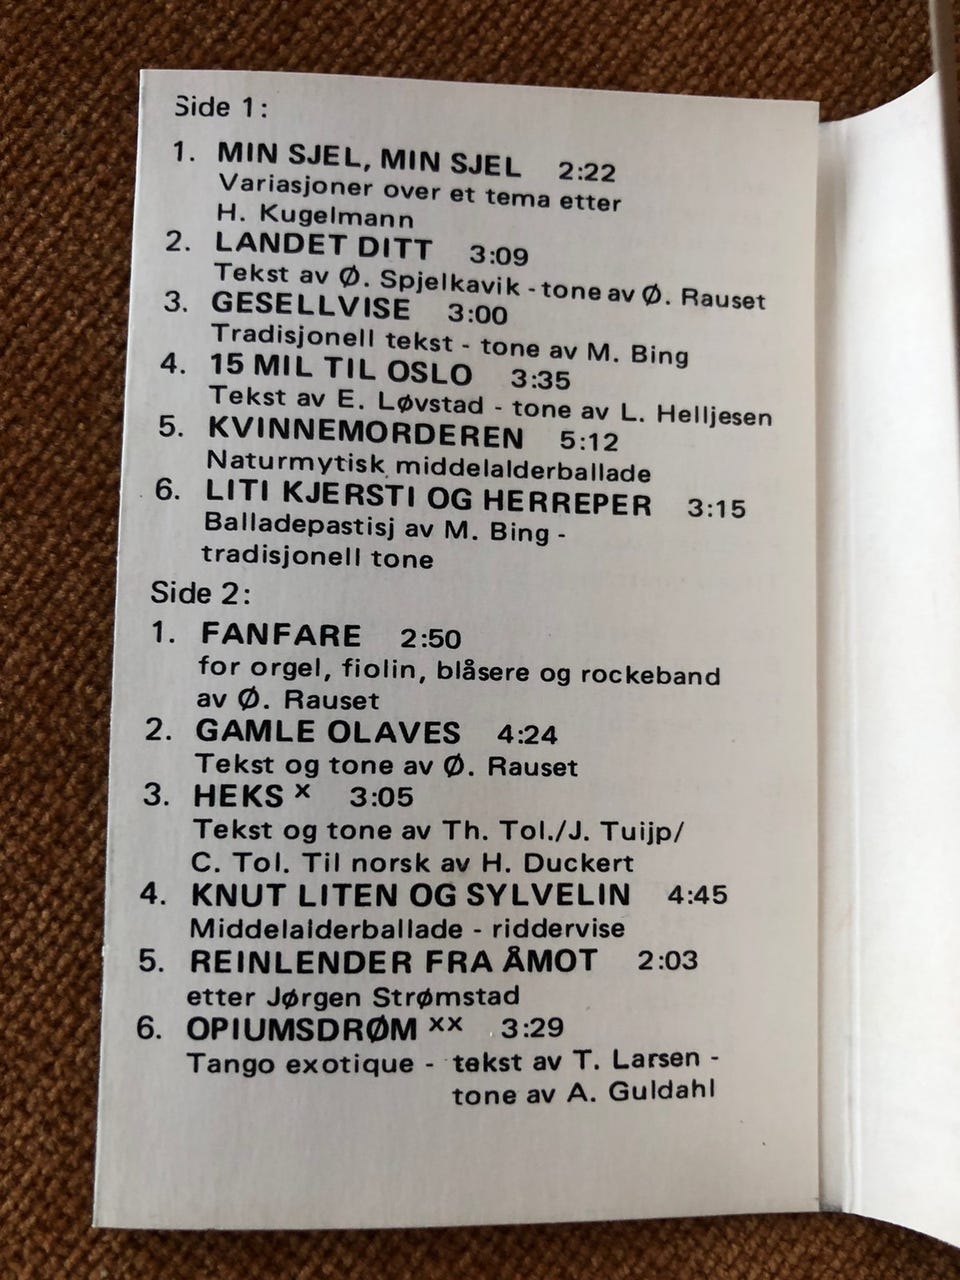 Side 1:
1. MIN SJEL, MIN SJEL 2:22
Variasjoner over et tema etter
H. Kugelmann
2. LANDET DITT 3:09
Tekst av Ø. Spjelkavik - tone av Ø. Rauset
3. GESELLVISE 3:00
Tradisjonell tekst - tone av M. Bing
4. 15 MIL TIL OSLO 3:35
Tekst av E. Løvstad - tone av L. Helljesen
5. KVINNEMORDEREN 5:12
Naturmytisk middelalderballade
6. LITI KJERSTI OG HERREPER 3:15
Balladepastisj av M. Bing -
tradisjonell tone
Side 2:
1. FANFARE 2:50
for orgel, fiolin, blåsere og rockeband
av Ø. Rauset
2. GAMLE OLAVES 4:24
Tekst og tone av Ø. Rauset
3. HEKS x 3:05
Tekst og tone av Th. Tol./J. Tuijp/
C. Tol. Til norsk av H. Duckert
4. KNUT LITEN OG SYLVELIN 4:45
Middelalderballade - riddervise
5. REINLENDER FRA ÅMOT 2:03
etter Jørgen Strømstad
6. OPIUMSDRØM xx 3:29
Tango exotique - tekst av T. Larsen -
tone av A. Guldahl